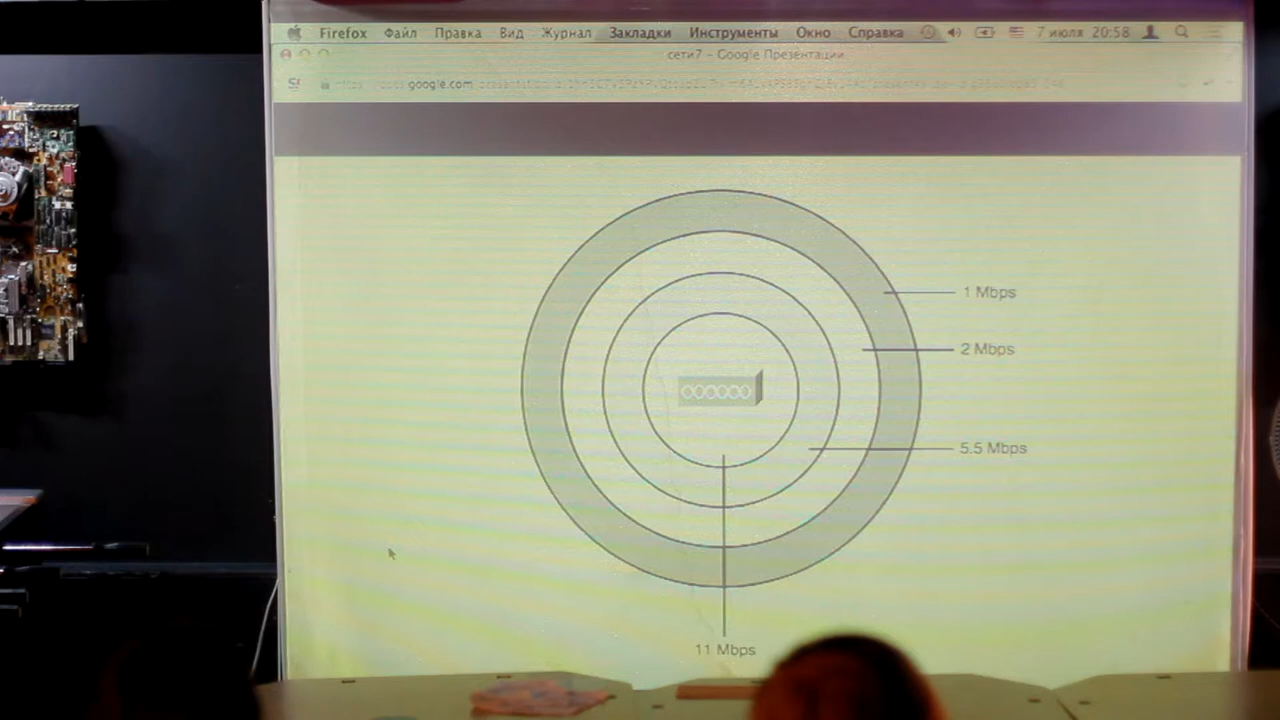 Firefox Файл Правка Вид Журнал Закладки Инструменты Окно Справка 7 июля 20:58
сети7 - Google Презентации
google.com
1 Mbps
2 Mbps
5.5 Mbps
11 Mbps